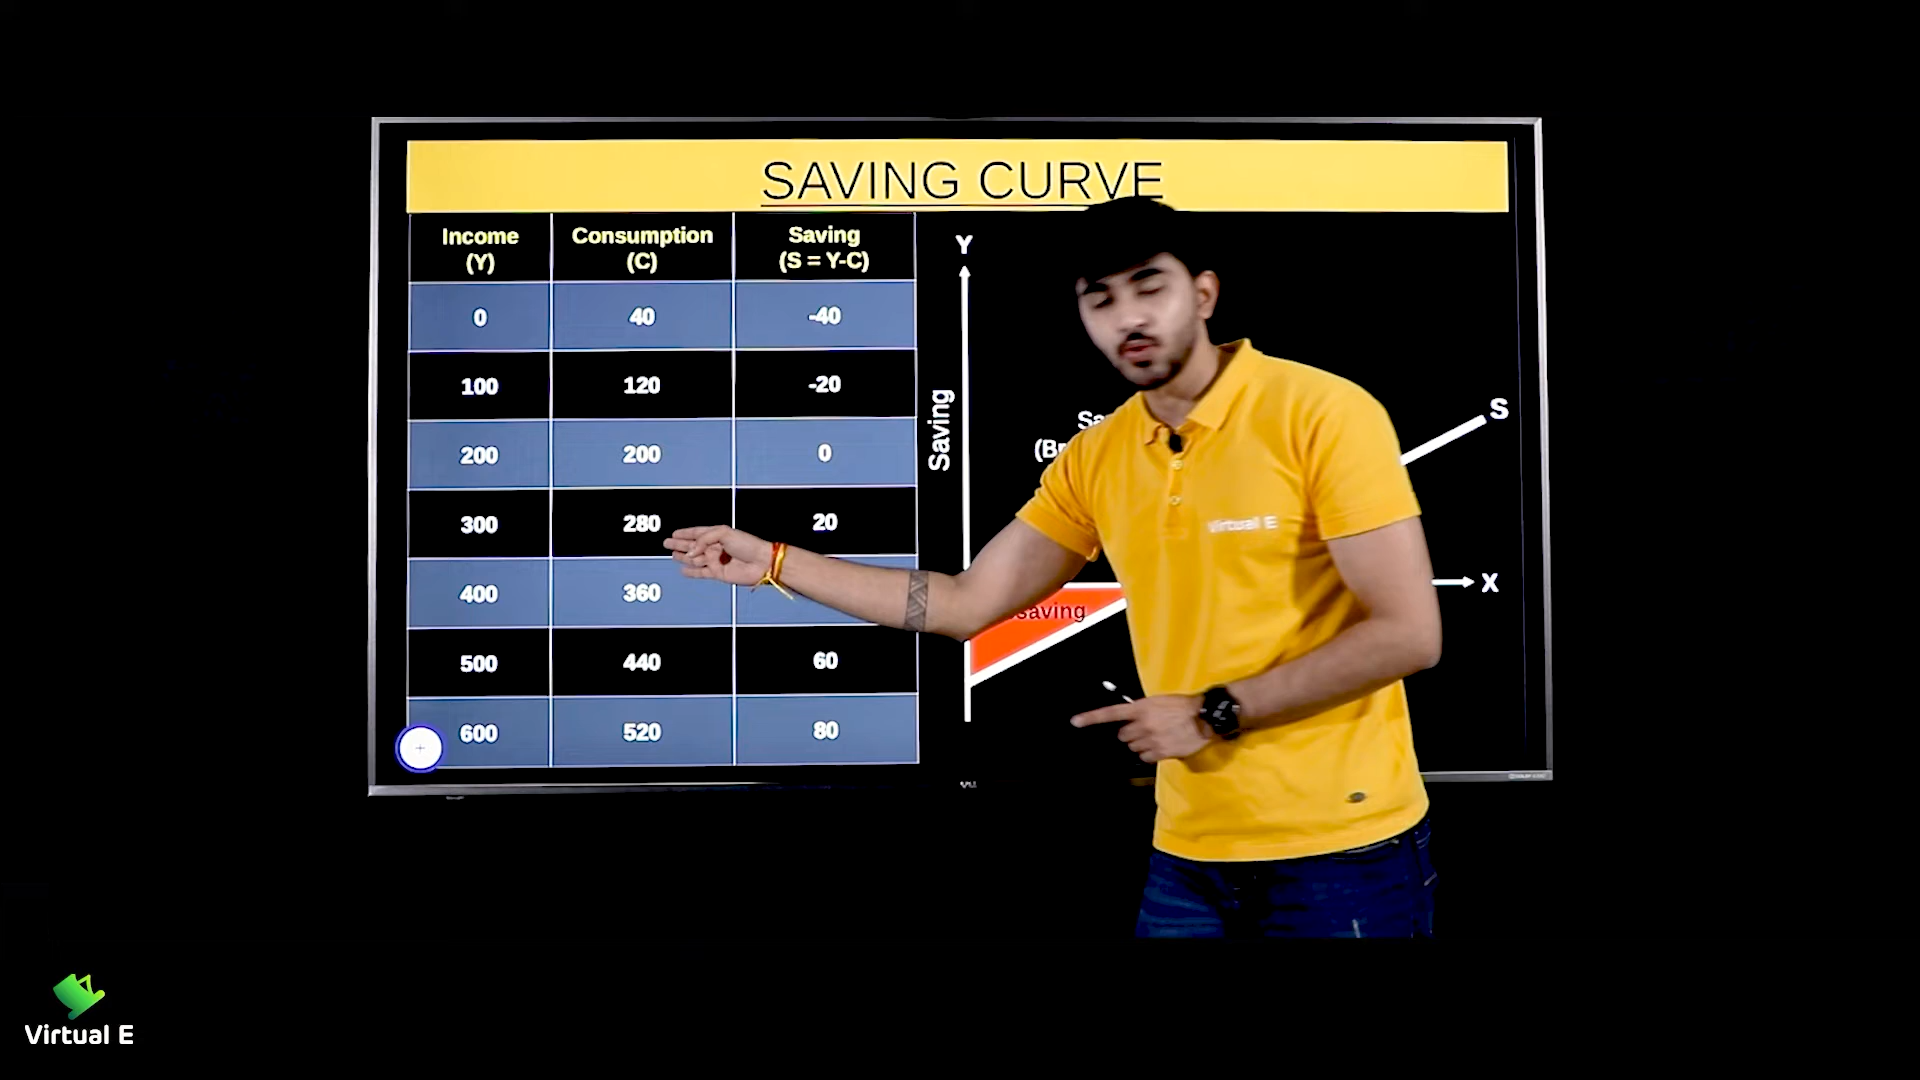 SAVING CURVE
Income
(Y)
Consumption
(C)
Saving
(S = Y-C)
0
40
-40
100
120
-20
200
200
0
300
280
20
400
360
500
440
60
600
520
80
Y
Saving
S
X
saving
Virtual E
Virtual E